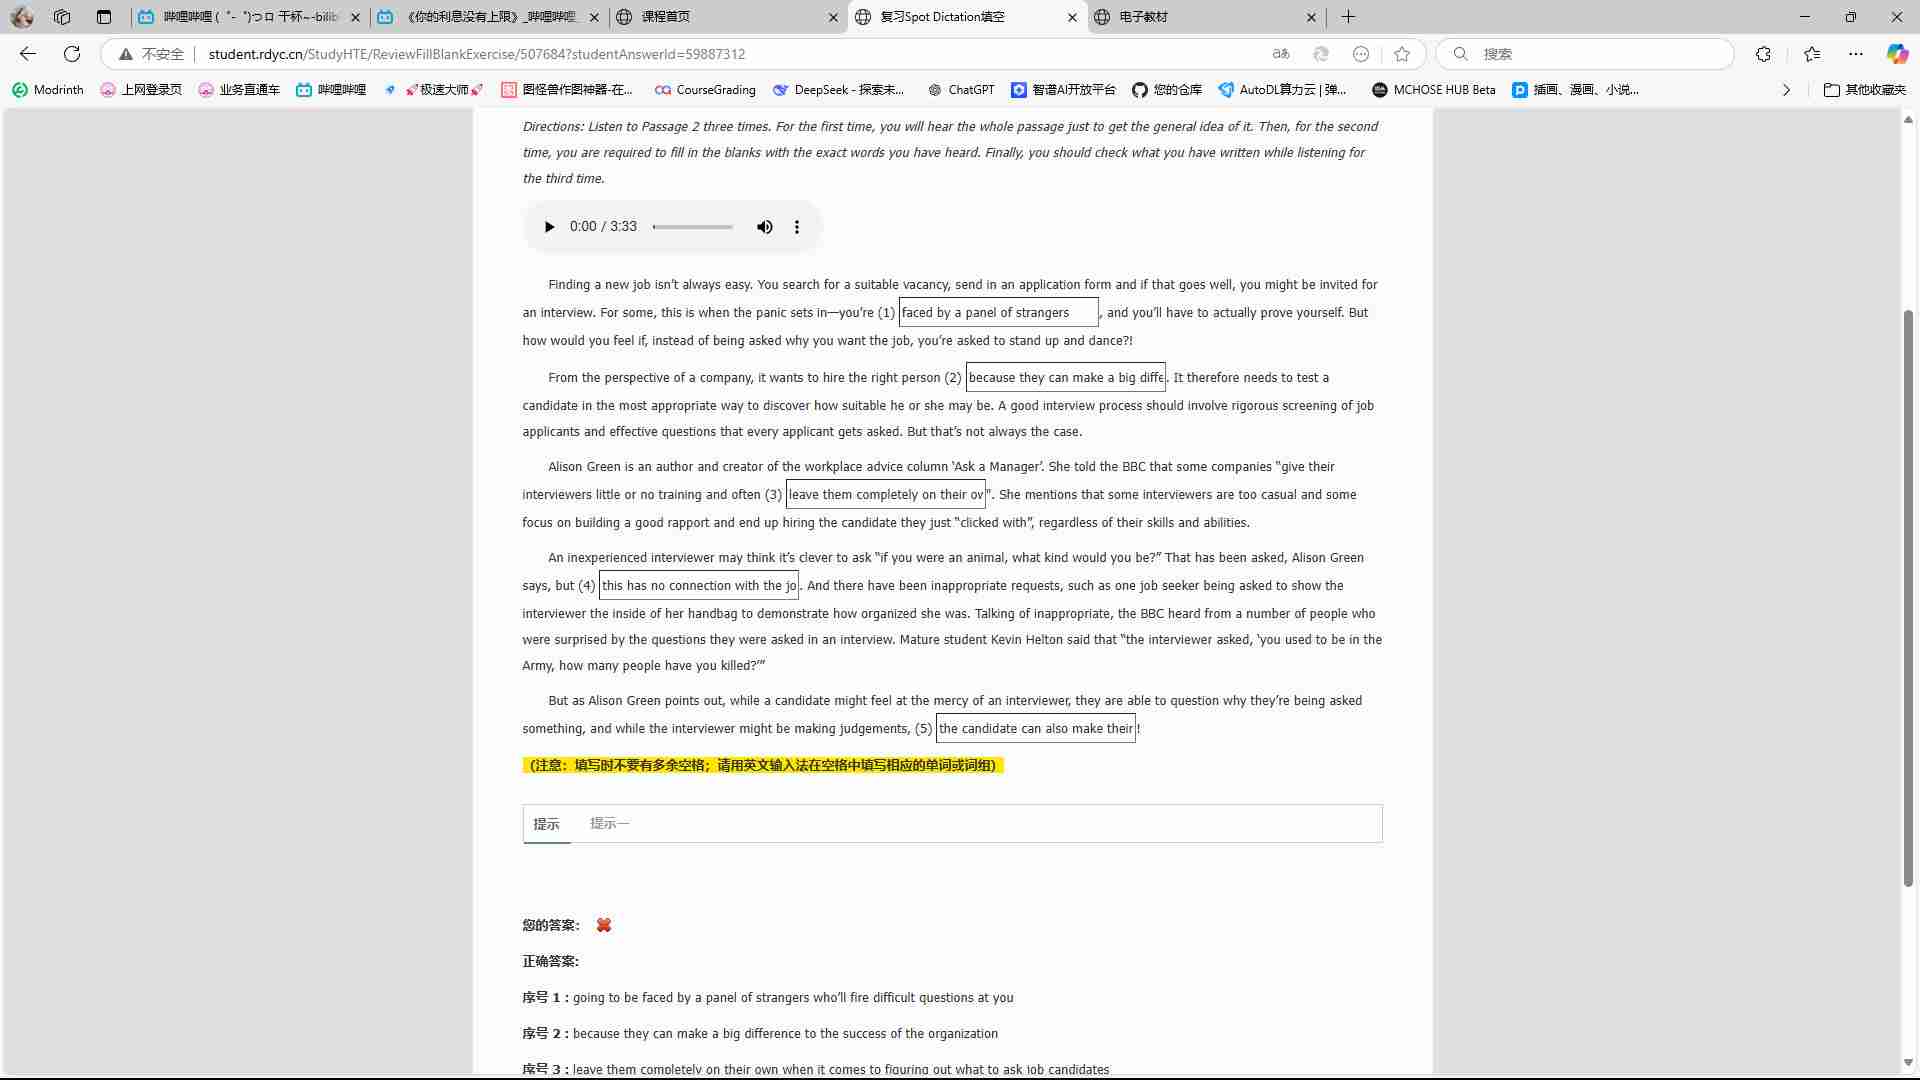 哔哩哔哩 (゜-゜)つロ 干杯~-bilib
《你的利息没有上限》_哔哩哔哩_
课程首页
复习Spot Dictation填空
电子教材
不安全
student.rdyc.cn/StudyHTE/ReviewFillBlankExercise/507684?studentAnswerId=59887312
搜索
Modrinth
上网登录页
业务直通车
哔哩哔哩
🚀极速大师🚀
图怪兽作图神器-在...
CourseGrading
DeepSeek - 探索未...
ChatGPT
智谱AI开放平台
您的仓库
AutoDL算力云 | 弹...
MCHOSE HUB Beta
插画、漫画、小说...
其他收藏夹
Directions: Listen to Passage 2 three times. For the first time, you will hear the whole passage just to get the general idea of it. Then, for the second
time, you are required to fill in the blanks with the exact words you have heard. Finally, you should check what you have written while listening for
the third time.
0:00 / 3:33
Finding a new job isn’t always easy. You search for a suitable vacancy, send in an application form and if that goes well, you might be invited for
an interview. For some, this is when the panic sets in—you’re (1) faced by a panel of strangers, and you’ll have to actually prove yourself. But
how would you feel if, instead of being asked why you want the job, you’re asked to stand up and dance?!
From the perspective of a company, it wants to hire the right person (2) because they can make a big diffe. It therefore needs to test a
candidate in the most appropriate way to discover how suitable he or she may be. A good interview process should involve rigorous screening of job
applicants and effective questions that every applicant gets asked. But that’s not always the case.
Alison Green is an author and creator of the workplace advice column ‘Ask a Manager’. She told the BBC that some companies “give their
interviewers little or no training and often (3) leave them completely on their ov”. She mentions that some interviewers are too casual and some
focus on building a good rapport and end up hiring the candidate they just “clicked with”, regardless of their skills and abilities.
An inexperienced interviewer may think it’s clever to ask “if you were an animal, what kind would you be?” That has been asked, Alison Green
says, but (4) this has no connection with the jo. And there have been inappropriate requests, such as one job seeker being asked to show the
interviewer the inside of her handbag to demonstrate how organized she was. Talking of inappropriate, the BBC heard from a number of people who
were surprised by the questions they were asked in an interview. Mature student Kevin Helton said that “the interviewer asked, ‘you used to be in the
Army, how many people have you killed?’”
But as Alison Green points out, while a candidate might feel at the mercy of an interviewer, they are able to question why they’re being asked
something, and while the interviewer might be making judgements, (5) the candidate can also make their!
（注意：填写时不要有多余空格；请用英文输入法在空格中填写相应的单词或词组）
提示
提示一
您的答案:
正确答案:
序号 1 : going to be faced by a panel of strangers who’ll fire difficult questions at you
序号 2 : because they can make a big difference to the success of the organization
序号 3 : leave them completely on their own when it comes to figuring out what to ask job candidates